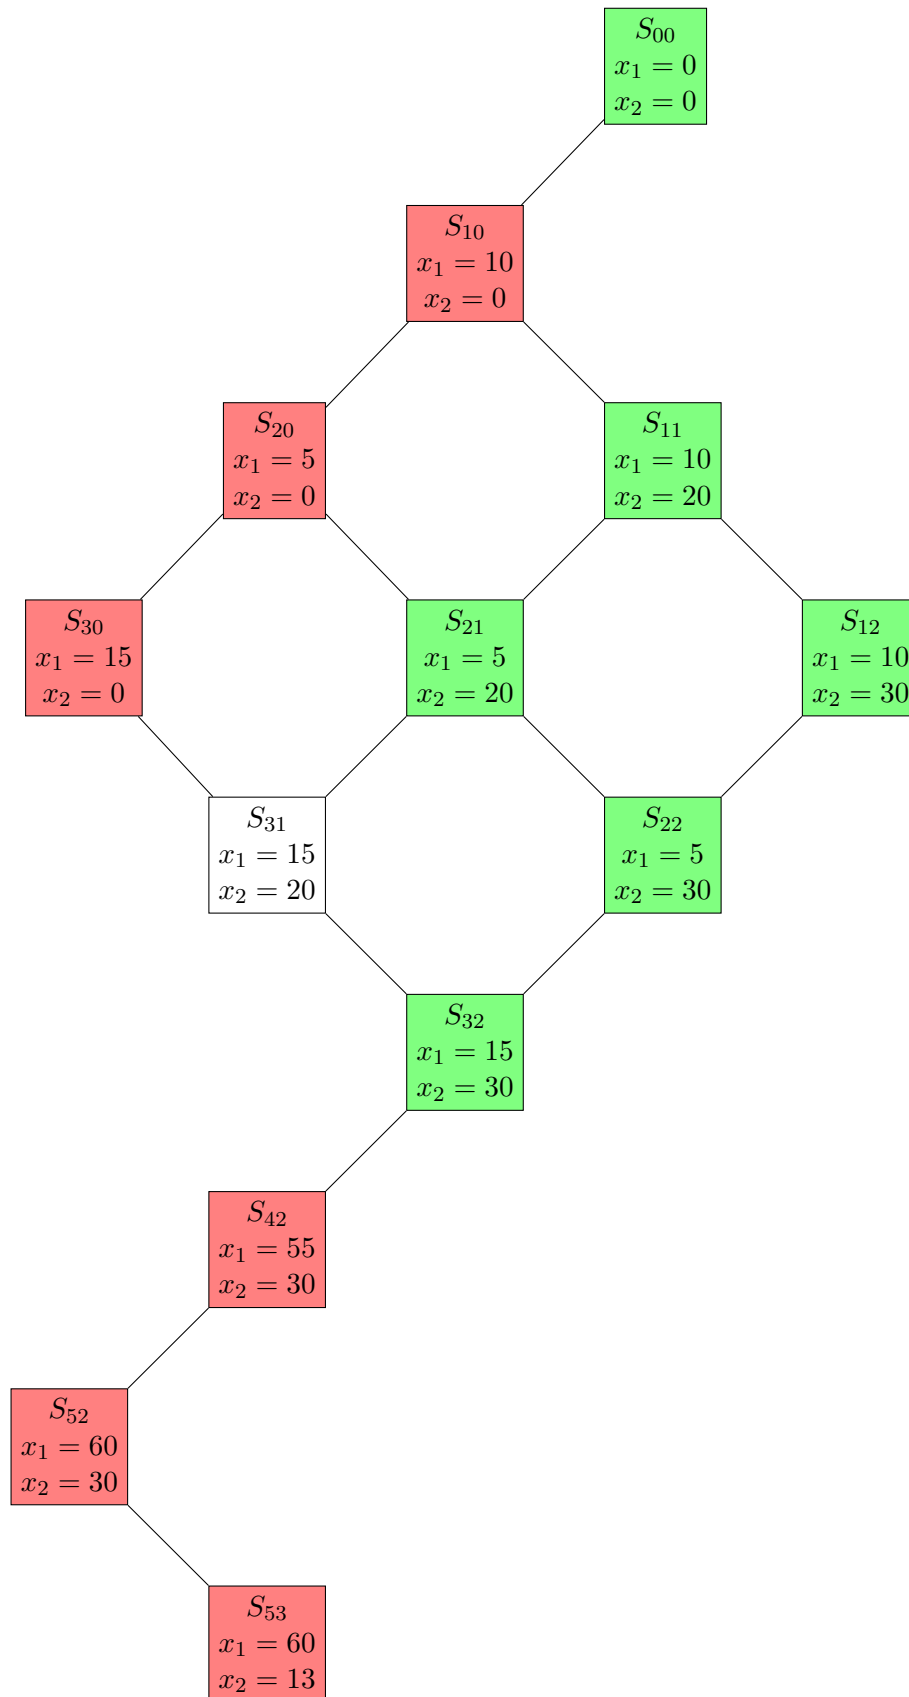 S₀₀
x₁ = 0
x₂ = 0
S₁₀
x₁ = 10
x₂ = 0
S₂₀
x₁ = 5
x₂ = 0
S₁₁
x₁ = 10
x₂ = 20
S₃₀
x₁ = 15
x₂ = 0
S₂₁
x₁ = 5
x₂ = 20
S₁₂
x₁ = 10
x₂ = 30
S₃₁
x₁ = 15
x₂ = 20
S₂₂
x₁ = 5
x₂ = 30
S₃₂
x₁ = 15
x₂ = 30
S₄₂
x₁ = 55
x₂ = 30
S₅₂
x₁ = 60
x₂ = 30
S₅₃
x₁ = 60
x₂ = 13